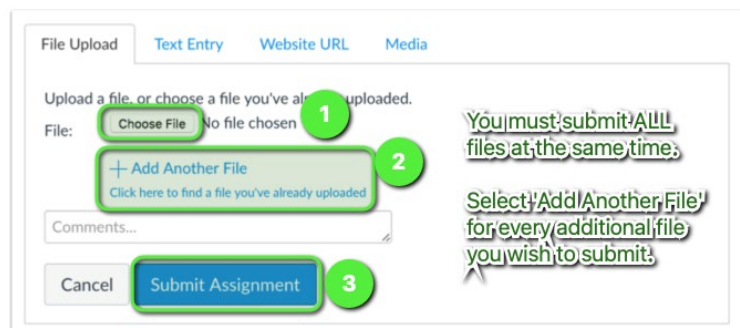 File Upload
Text Entry
Website URL
Media
Upload a file, or choose a file you've uploaded.
File:
Choose File
No file chosen
1
+ Add Another File
Click here to find a file you've already uploaded
2
Comments...
Cancel
Submit Assignment
3
You must submit ALL
files at the same time.
Select 'Add Another File'
for every additional file
you wish to submit.